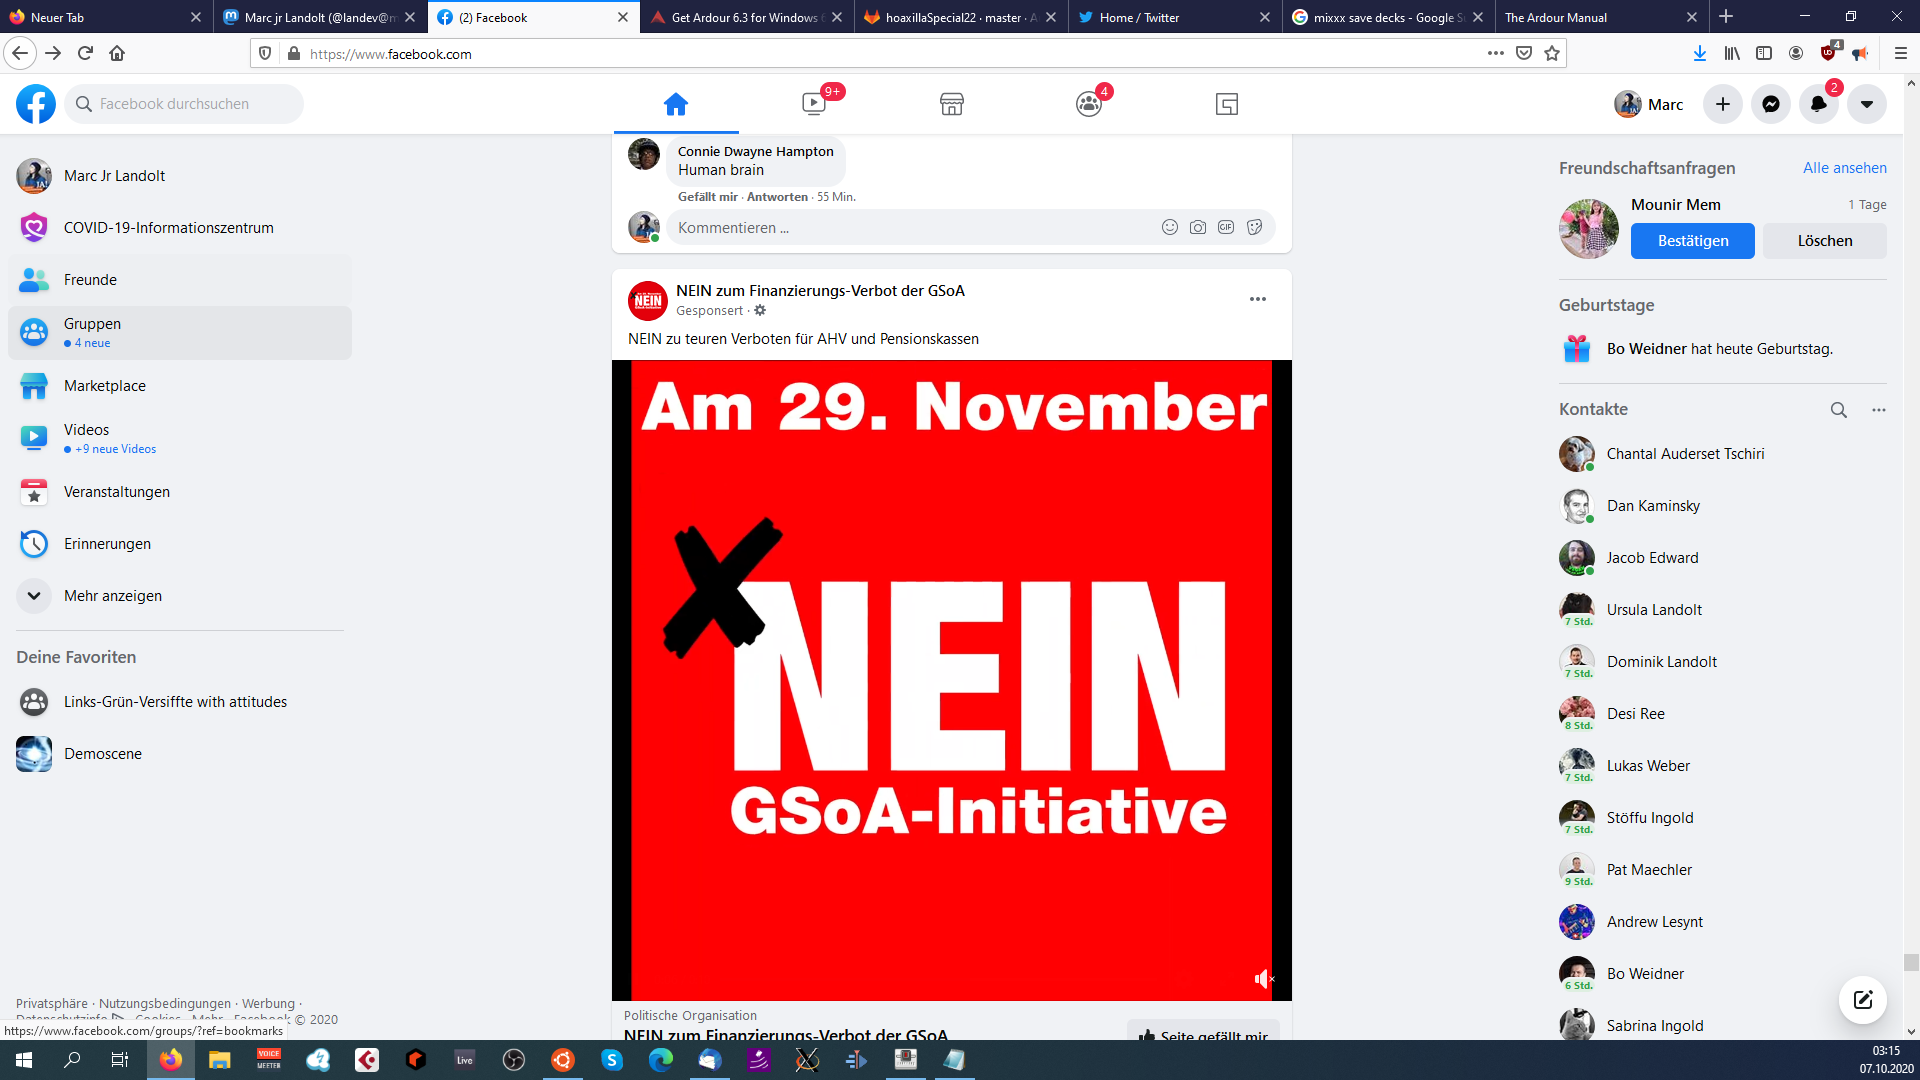 Neuer Tab
Marc jr Landolt (@landev@m
(2) Facebook
Get Ardour 6.3 for Windows 6
hoaxillaSpecial22 · master · A
Home / Twitter
mixxx save decks - Google S
The Ardour Manual
https://www.facebook.com
4
Facebook durchsuchen
9+
4
Marc
2
Marc Jr Landolt
COVID-19-Informationszentrum
Freunde
Gruppen
4 neue
Marketplace
Videos
+9 neue Videos
Veranstaltungen
Erinnerungen
Mehr anzeigen
Deine Favoriten
Links-Grün-Versiffte with attitudes
Demoscene
Privatsphäre · Nutzungsbedingungen · Werbung ·
Datenschutzinfo · Cookies · Mehr · Facebook © 2020
https://www.facebook.com/groups/?ref=bookmarks
Connie Dwayne Hampton
Human brain
Gefällt mir · Antworten · 55 Min.
Kommentieren ...
GIF
NEIN
NEIN zum Finanzierungs-Verbot der GSoA
Gesponsert ·
NEIN zu teuren Verboten für AHV und Pensionskassen
Am 29. November
NEIN
GSoA-Initiative
Politische Organisation
NEIN zum Finanzierungs-Verbot der GSoA
Seite gefällt mir
Freundschaftsanfragen
Alle ansehen
Mounir Mem
1 Tage
Bestätigen
Löschen
Geburtstage
Bo Weidner hat heute Geburtstag.
Kontakte
Chantal Auderset Tschiri
Dan Kaminsky
Jacob Edward
Ursula Landolt
7 Std.
Dominik Landolt
7 Std.
Desi Ree
8 Std.
Lukas Weber
7 Std.
Stöffu Ingold
7 Std.
Pat Maechler
9 Std.
Andrew Lesynt
Bo Weidner
6 Std.
Sabrina Ingold
VOICE
MEETER
Live
03:15
07.10.2020